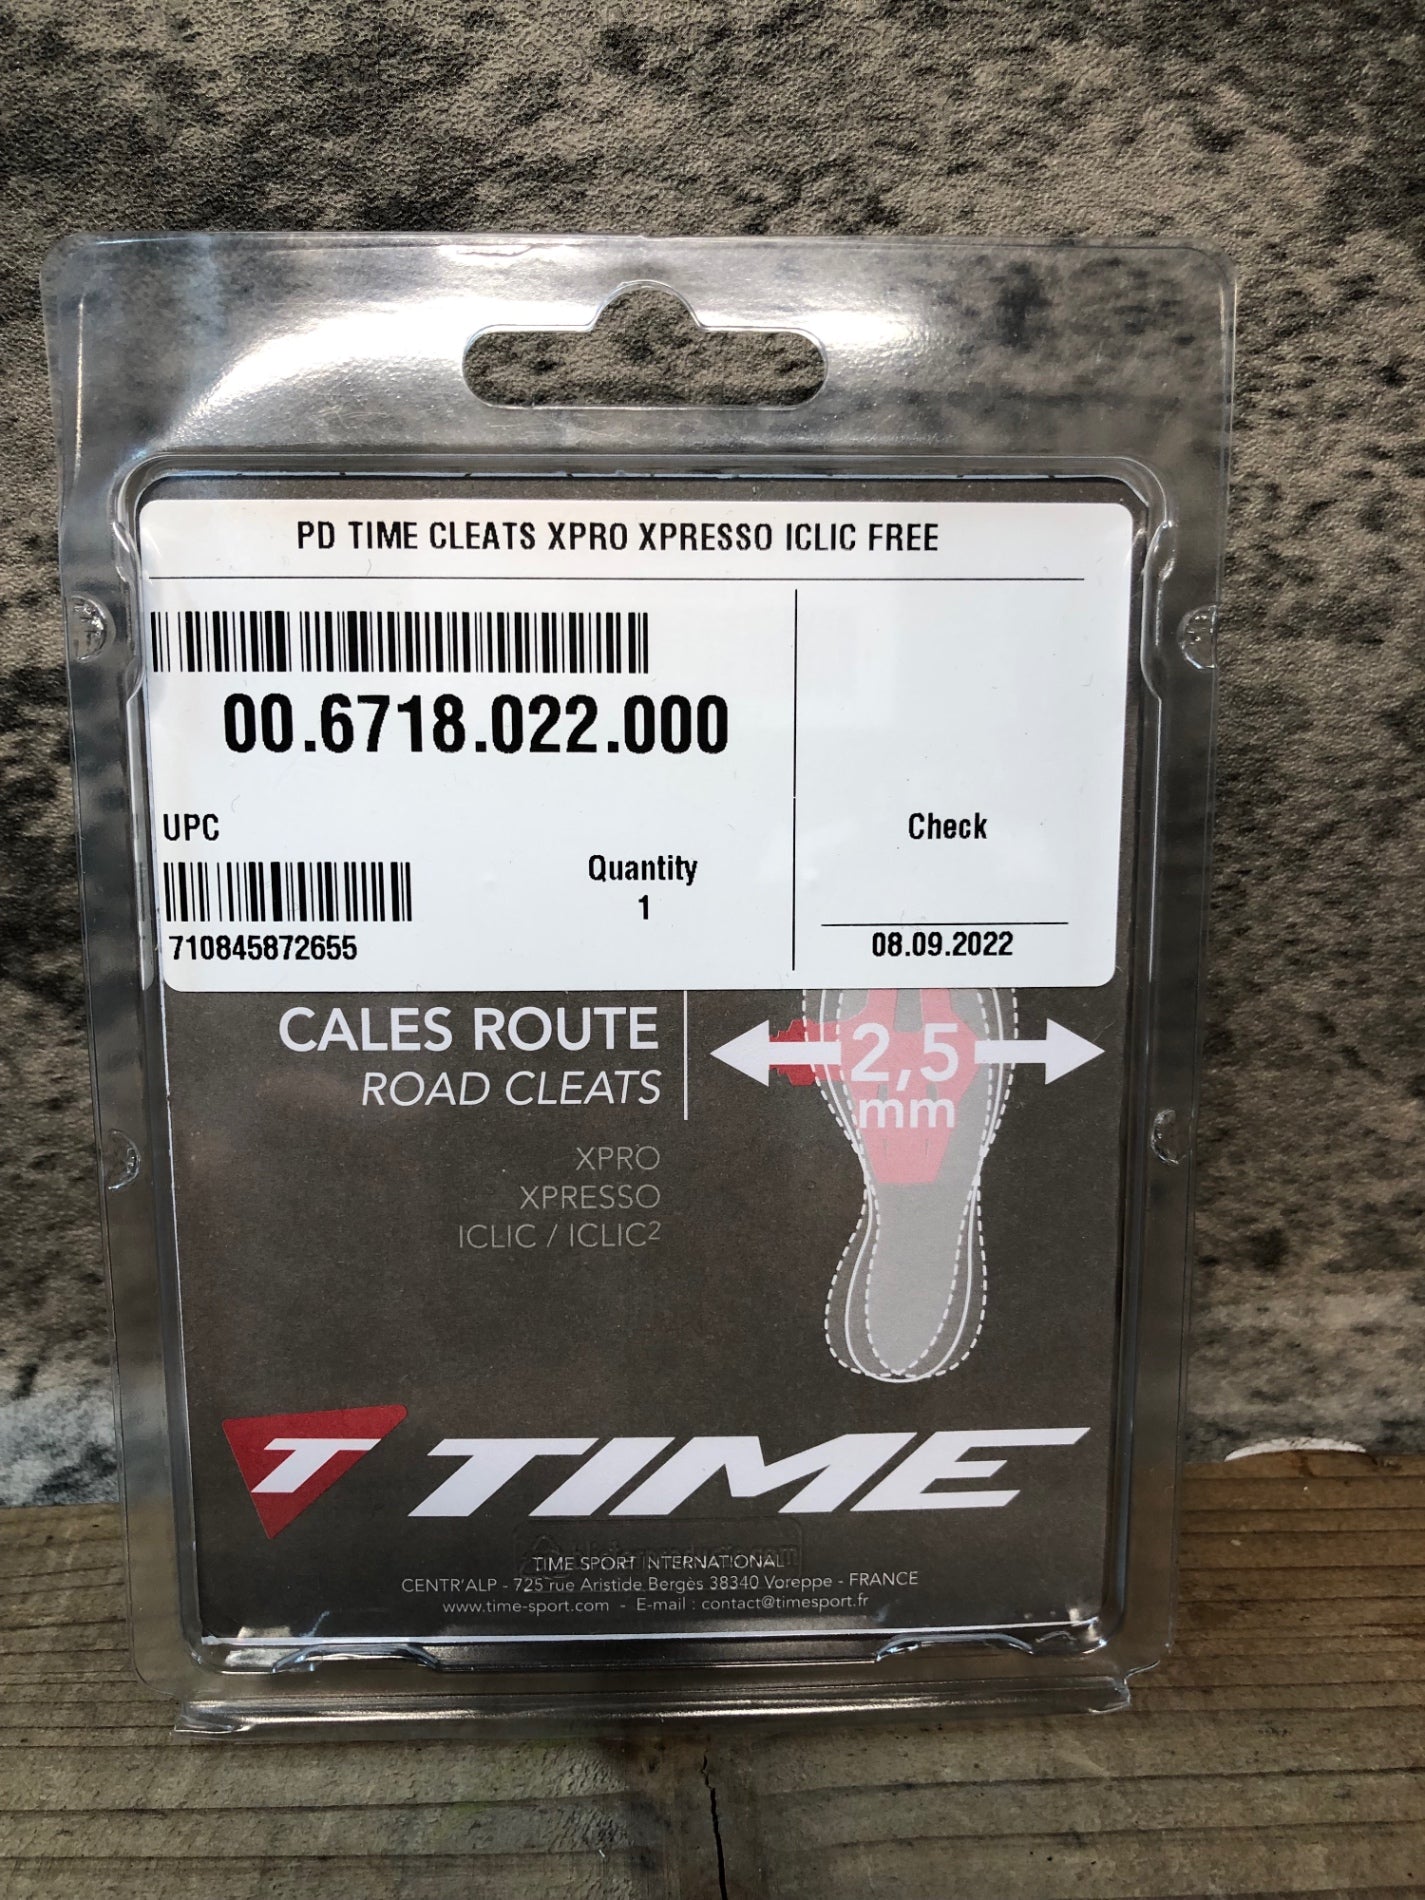 PD TIME CLEATS XPRO XPRESSO ICLIC FREE
00.6718.022.000
UPC
710845872655
Quantity
1
Check
08.09.2022
CALES ROUTE
ROAD CLEATS
XPRO
XPRESSO
ICLIC / ICLIC²
2,5
mm
T TIME
TIME SPORT INTERNATIONAL
CENTR'ALP - 725 rue Aristide Bergès 38340 Voreppe - FRANCE
www.time-sport.com - E-mail : contact@timesport.fr